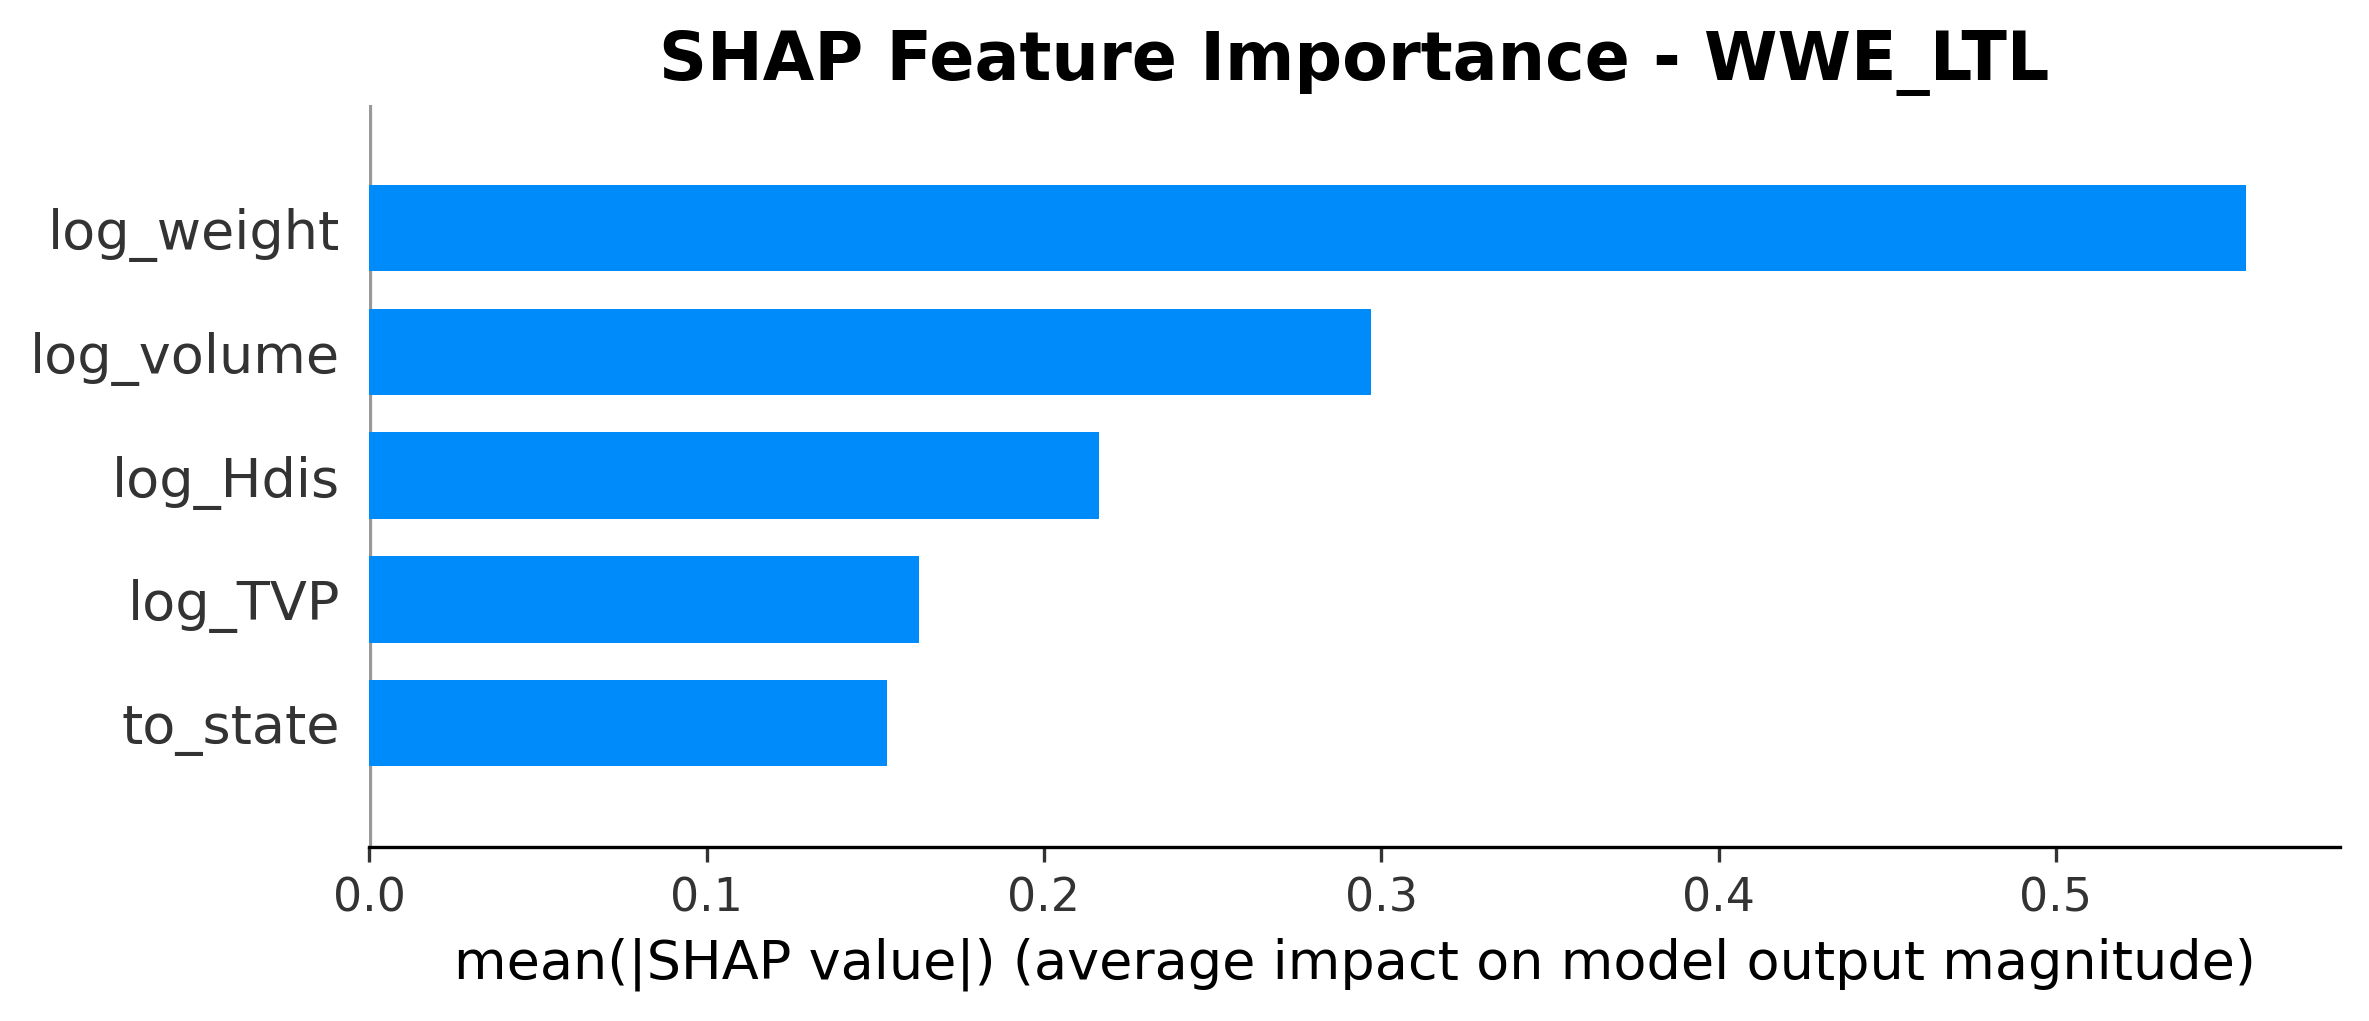 SHAP Feature Importance - WWE_LTL
log_weight
log_volume
log_Hdis
log_TVP
to_state
0.0 0.1 0.2 0.3 0.4 0.5
mean(|SHAP value|) (average impact on model output magnitude)